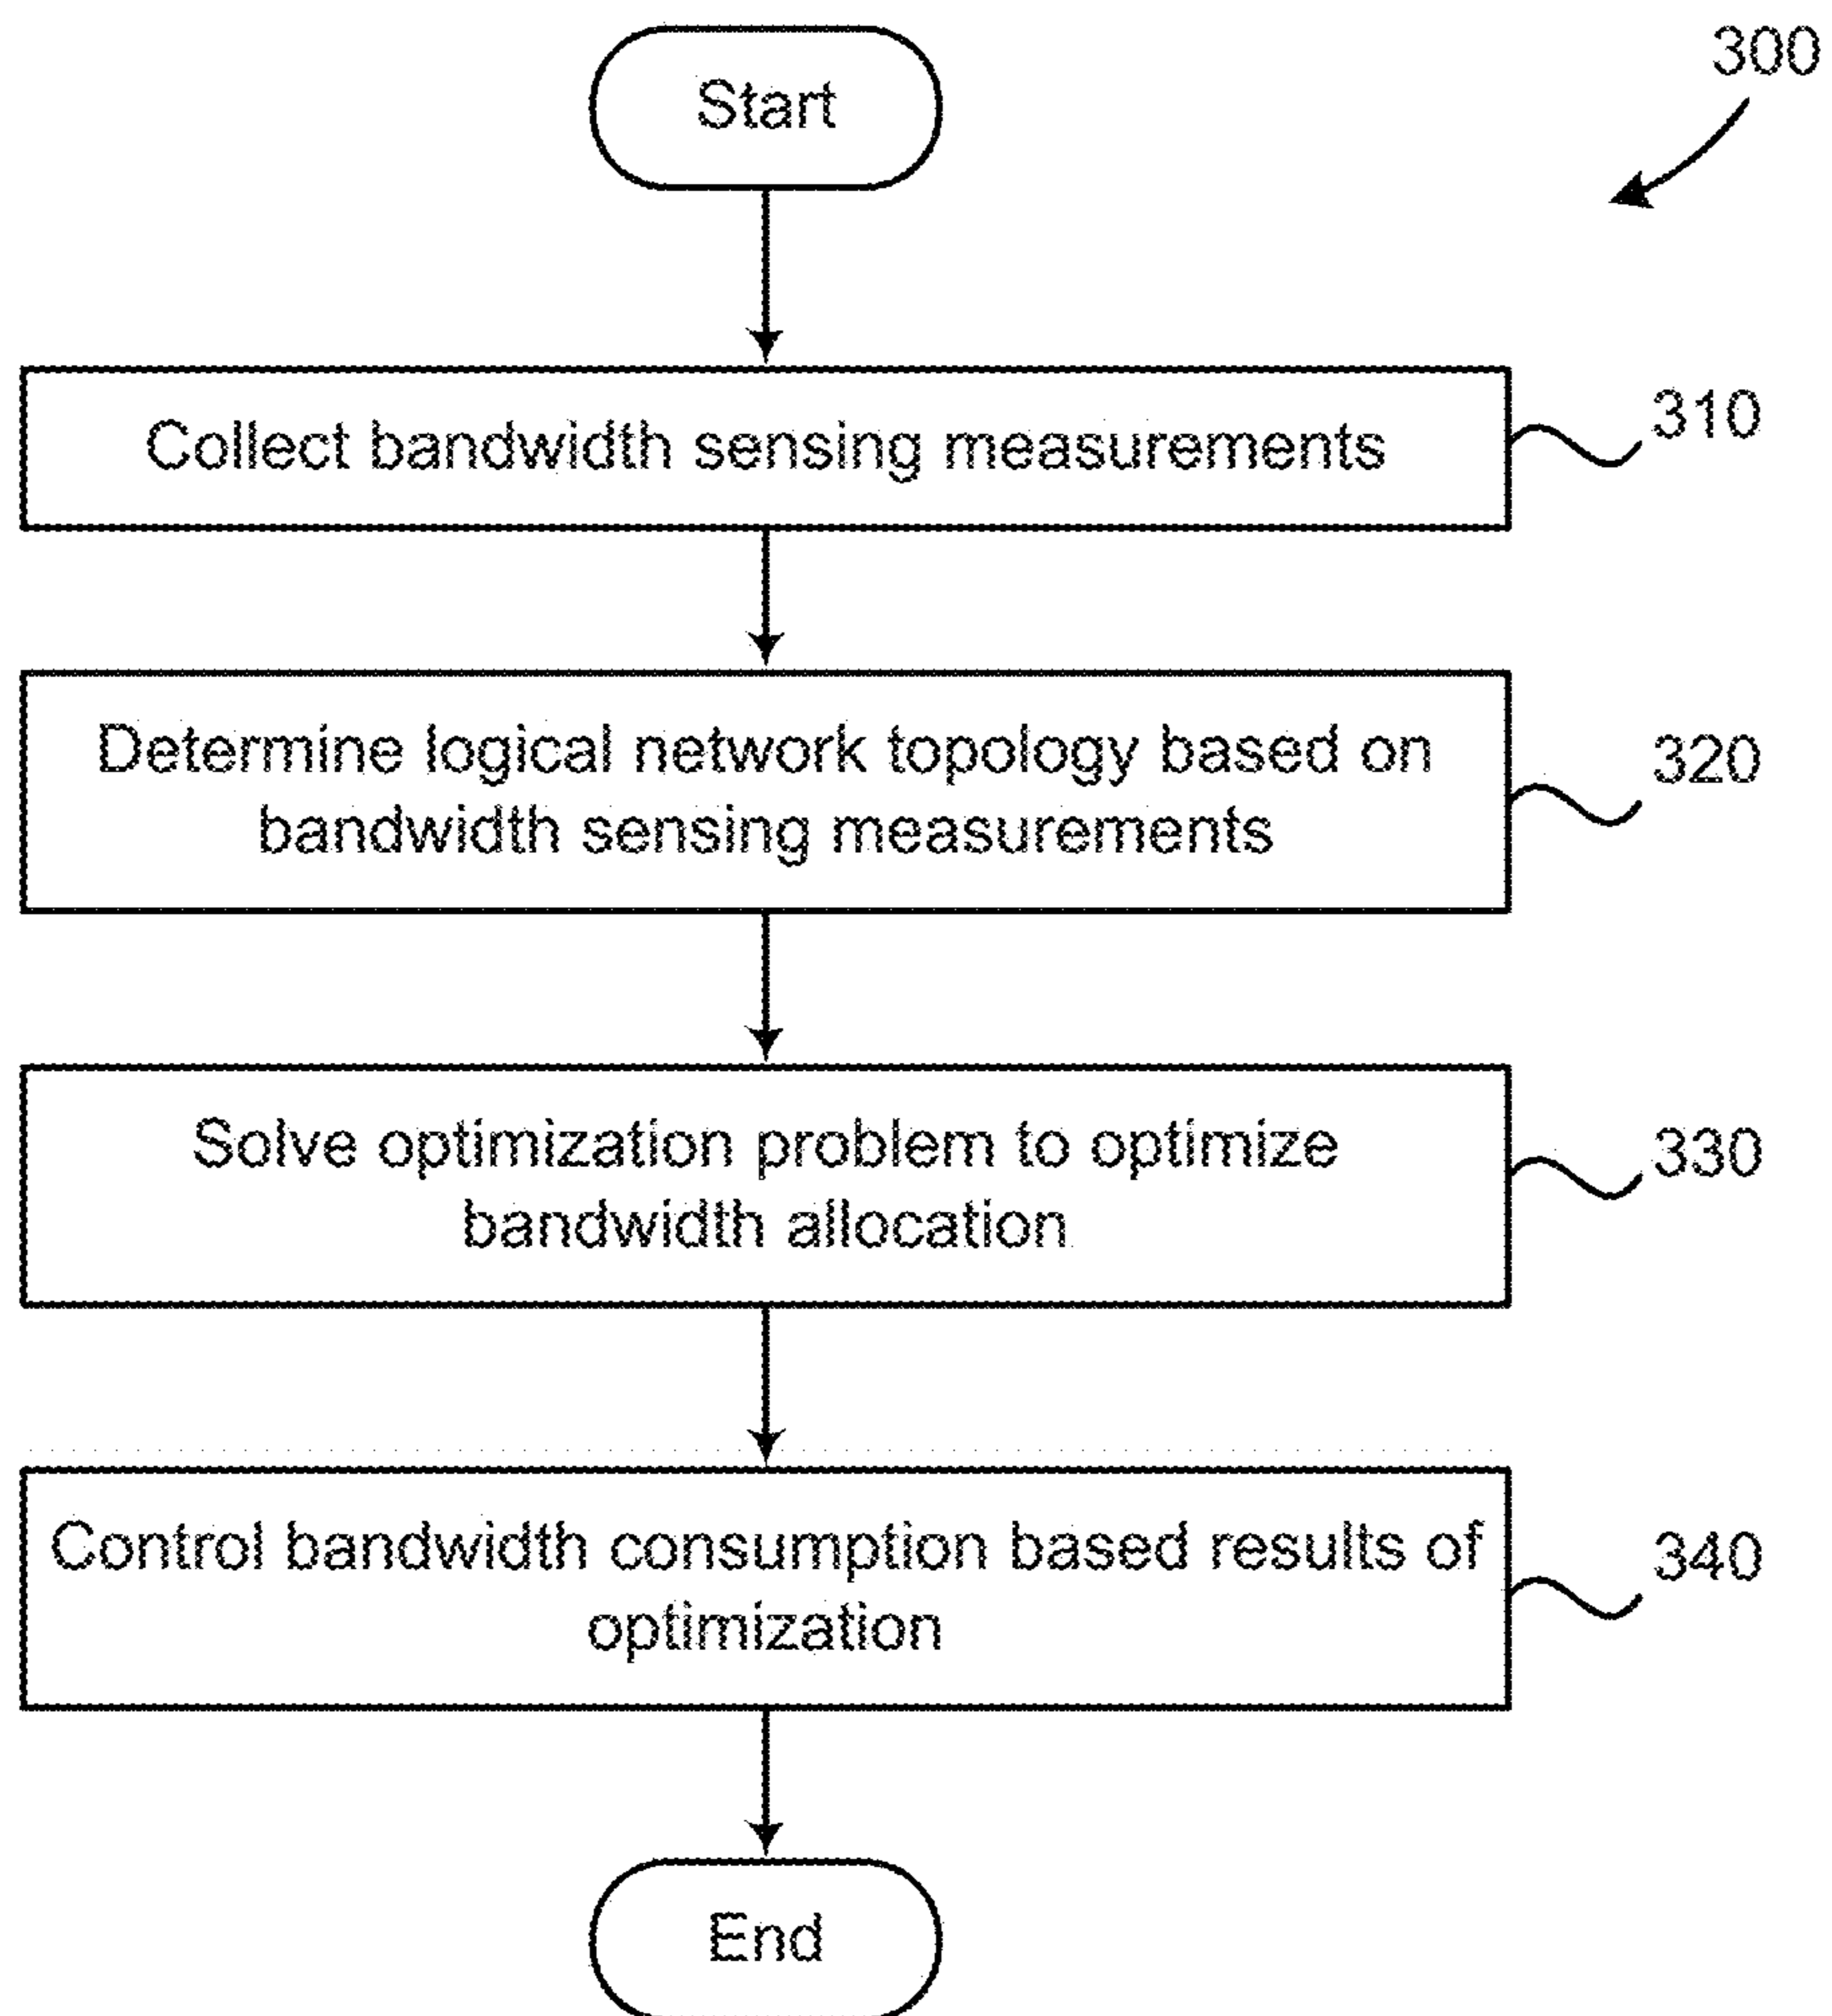 Start
300
Collect bandwidth sensing measurements
310
Determine logical network topology based on
bandwidth sensing measurements
320
Solve optimization problem to optimize
bandwidth allocation
330
Control bandwidth consumption based results of
optimization
340
End